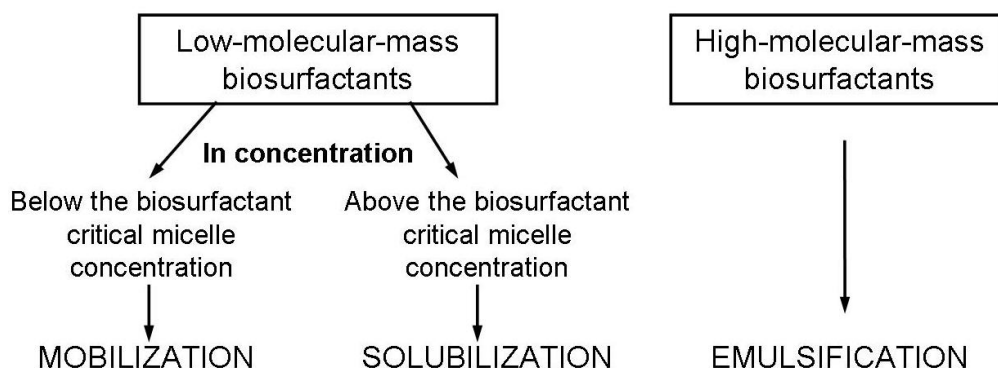 Low-molecular-mass
biosurfactants
High-molecular-mass
biosurfactants
In concentration
Below the biosurfactant
critical micelle
concentration
Above the biosurfactant
critical micelle
concentration
MOBILIZATION
SOLUBILIZATION
EMULSIFICATION